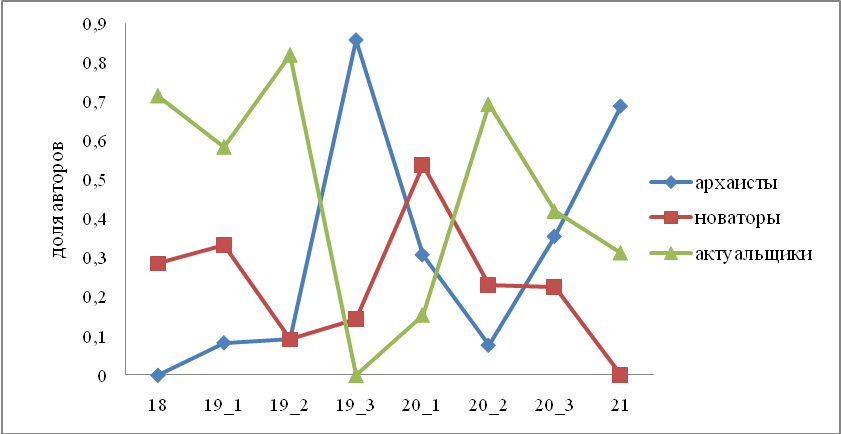 доля авторов
0,9
0,8
0,7
0,6
0,5
0,4
0,3
0,2
0,1
0
18 19_1 19_2 19_3 20_1 20_2 20_3 21
архаисты
новаторы
актуальщики